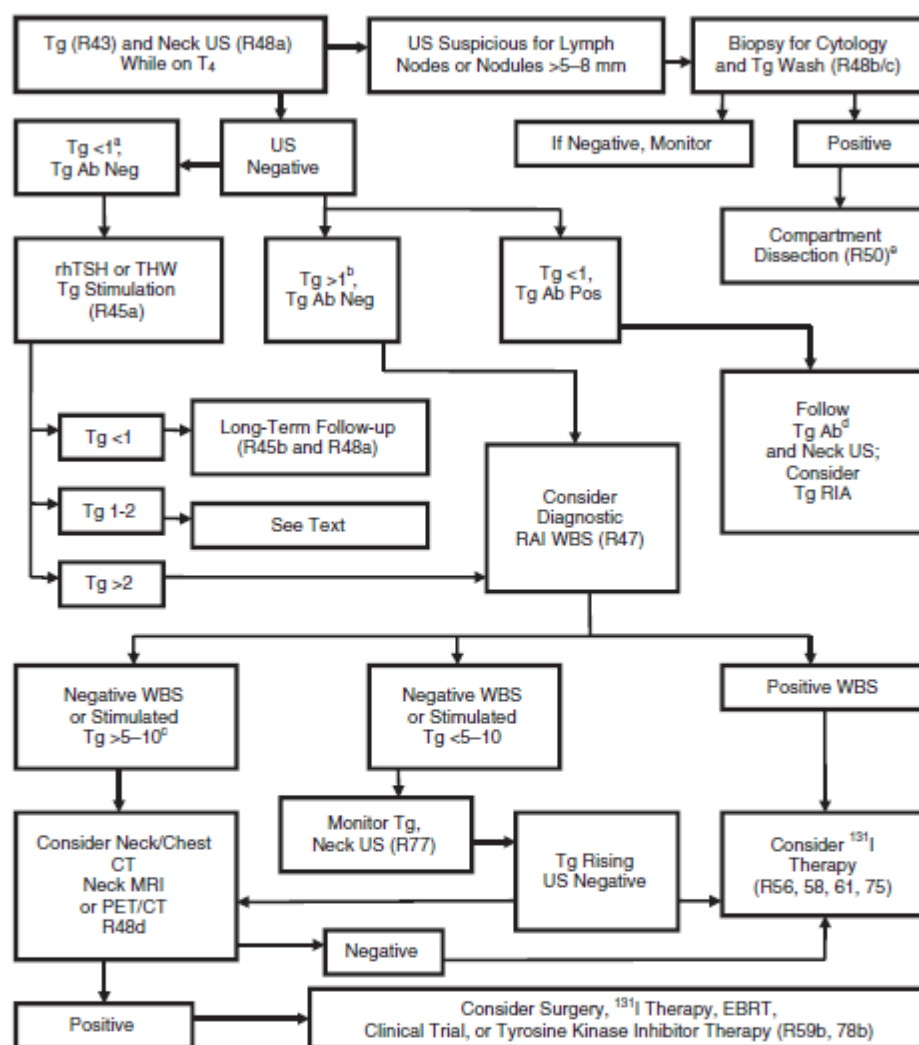 Tg (R43) and Neck US (R48a)
While on T₄
US Suspicious for Lymph
Nodes or Nodules >5–8 mm
Biopsy for Cytology
and Tg Wash (R48b/c)
Tg <1ᵃ,
Tg Ab Neg
US
Negative
If Negative, Monitor
Positive
Compartment
Dissection (R50)ᵉ
rhTSH or THW
Tg Stimulation
(R45a)
Tg >1ᵇ,
Tg Ab Neg
Tg <1,
Tg Ab Pos
Follow
Tg Abᵈ
and Neck US;
Consider
Tg RIA
Tg <1
Long-Term Follow-up
(R45b and R48a)
Tg 1-2
See Text
Tg >2
Consider
Diagnostic
RAI WBS (R47)
Negative WBS
or Stimulated
Tg >5–10ᶜ
Negative WBS
or Stimulated
Tg <5–10
Positive WBS
Consider Neck/Chest
CT
Neck MRI
or PET/CT
R48d
Monitor Tg,
Neck US (R77)
Tg Rising
US Negative
Consider ¹³¹I
Therapy
(R56, 58, 61, 75)
Negative
Positive
Consider Surgery, ¹³¹I Therapy, EBRT,
Clinical Trial, or Tyrosine Kinase Inhibitor Therapy (R59b, 78b)